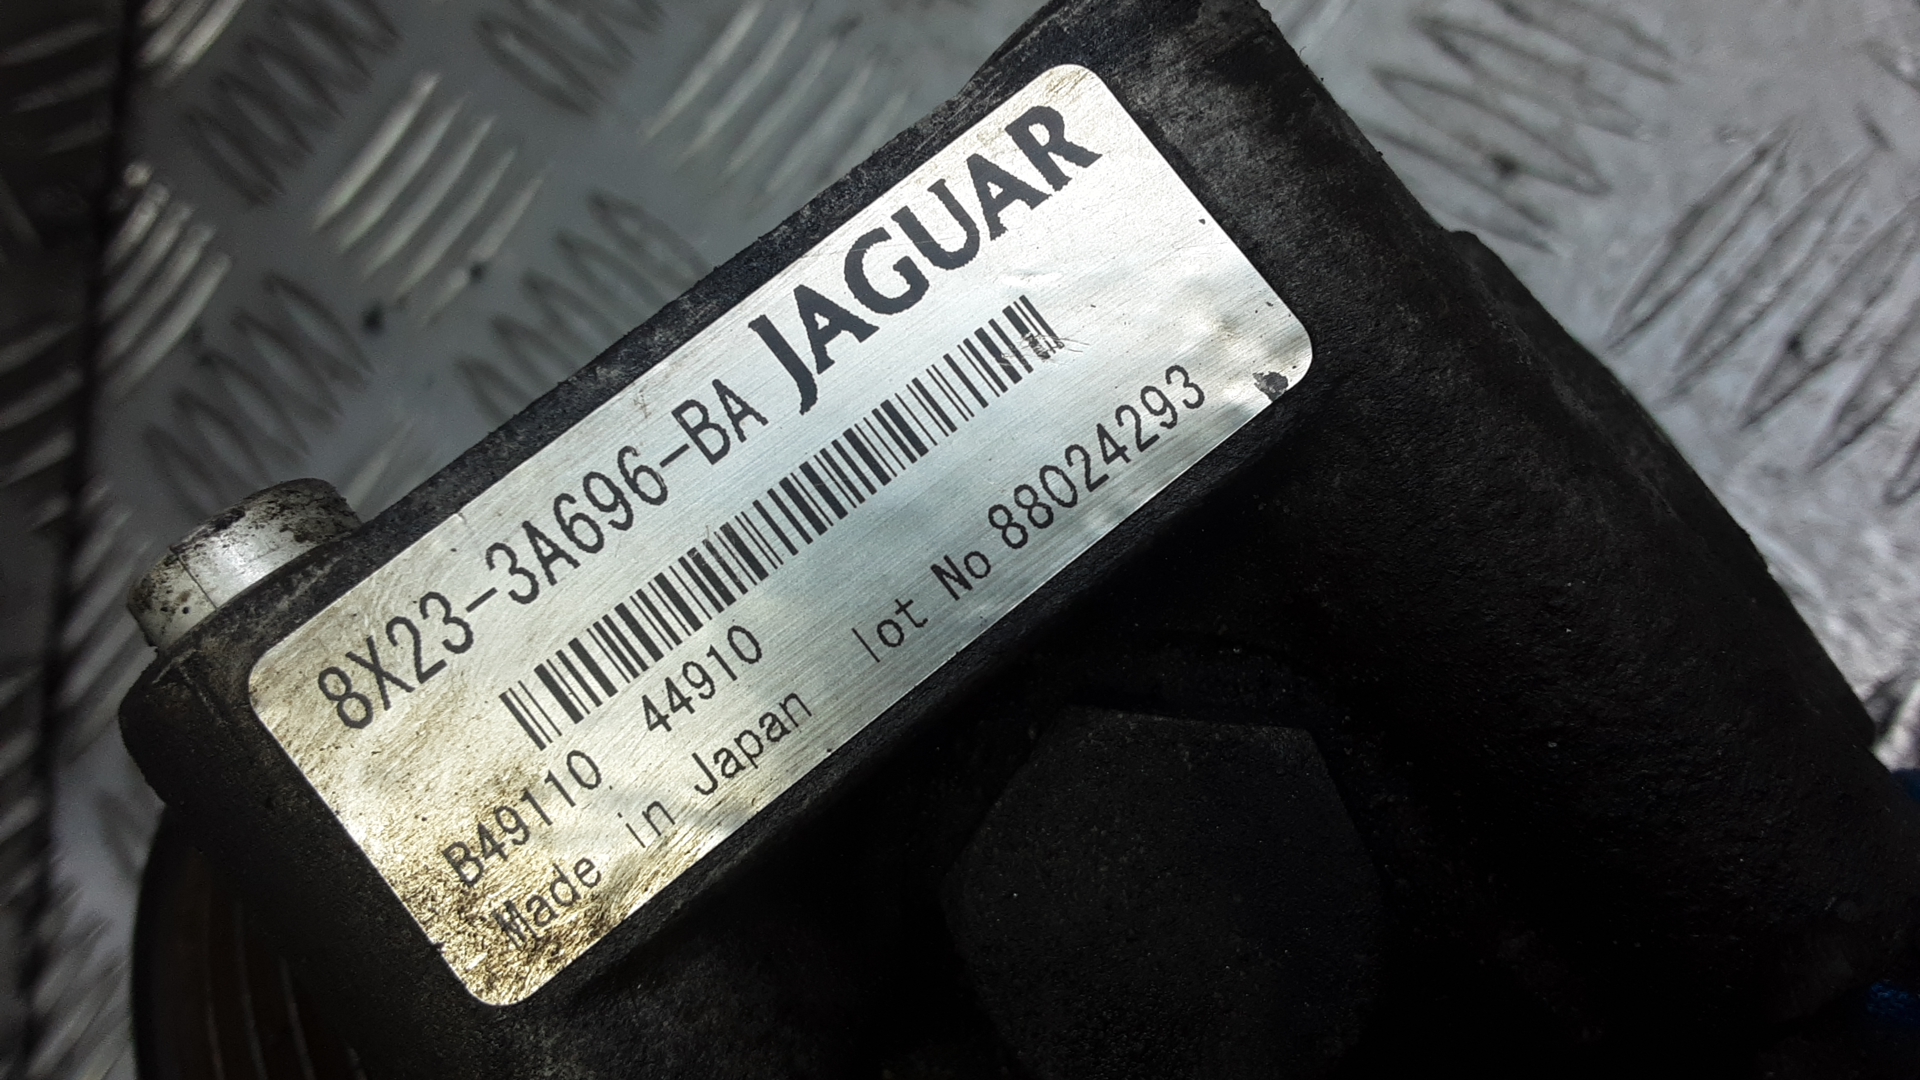 8X23-3A696-BA JAGUAR
B49110 44910 lot No 88024293
Made in Japan